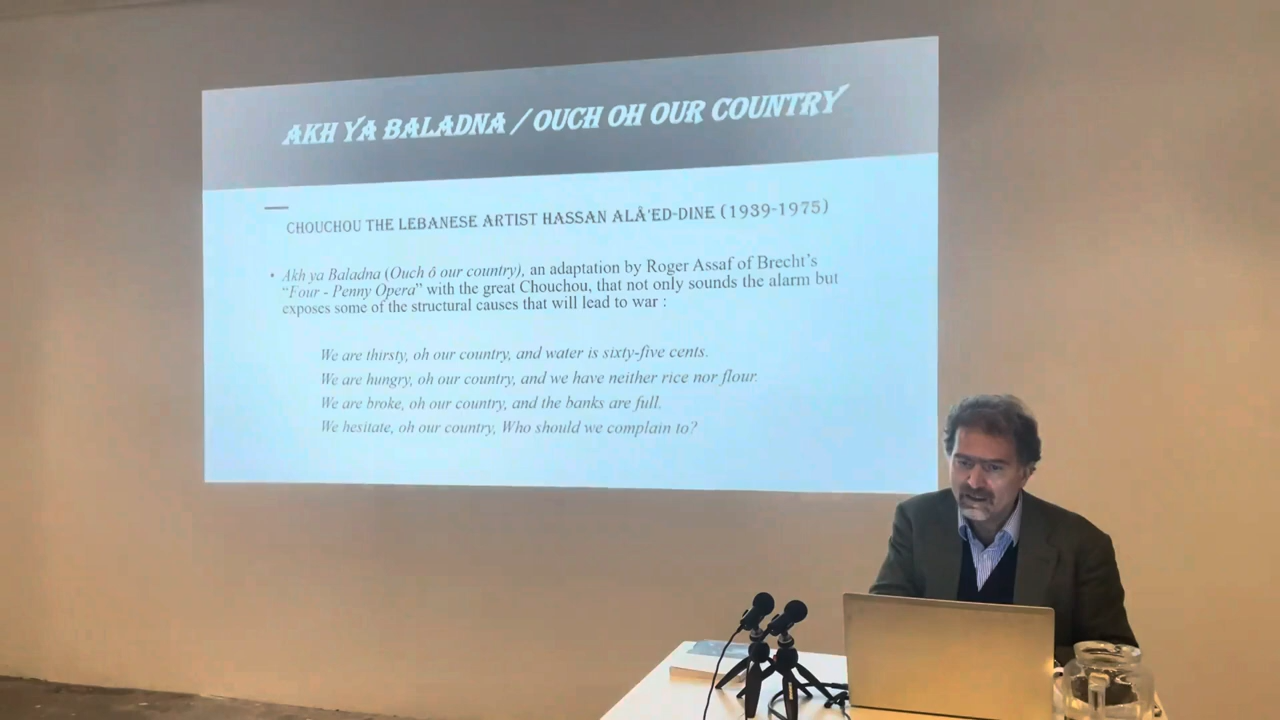 AKH YA BALADNA / OUCH OH OUR COUNTRY
CHOUCHOU THE LEBANESE ARTIST HASSAN ALÂ'ED-DINE (1939-1975)
• Akh ya Baladna (Ouch ô our country), an adaptation by Roger Assaf of Brecht's
“Four - Penny Opera” with the great Chouchou, that not only sounds the alarm but
exposes some of the structural causes that will lead to war :
We are thirsty, oh our country, and water is sixty-five cents.
We are hungry, oh our country, and we have neither rice nor flour.
We are broke, oh our country, and the banks are full.
We hesitate, oh our country, Who should we complain to?